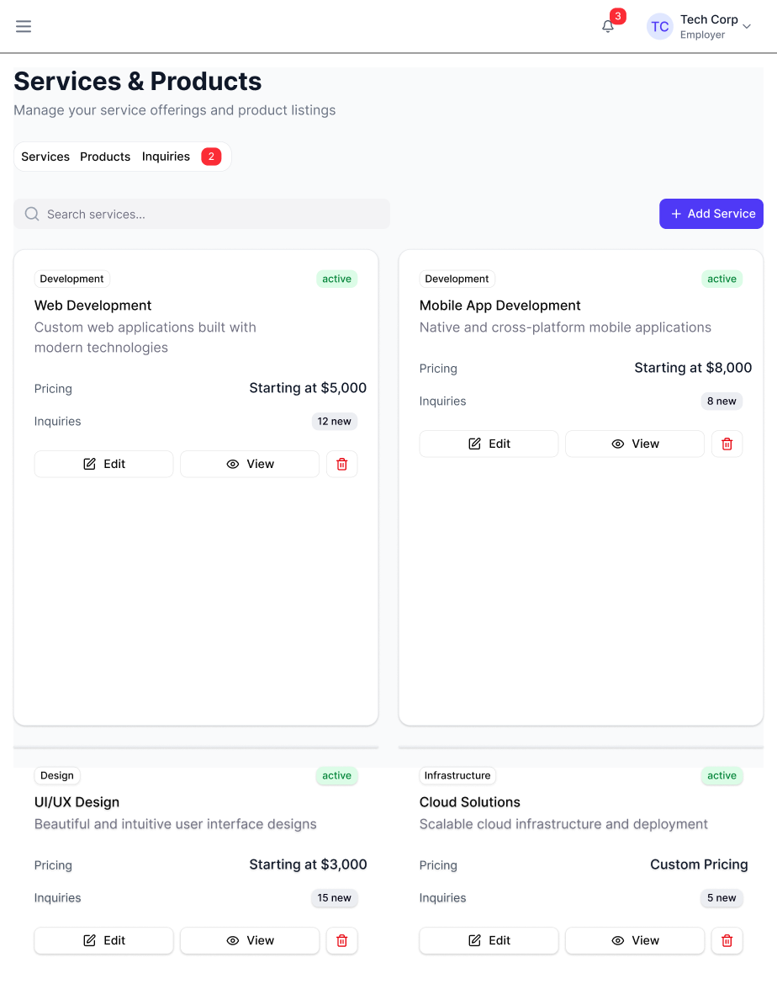 3
TC
Tech Corp
Employer
Services & Products
Manage your service offerings and product listings
Services Products Inquiries 2
Search services...
+ Add Service
Development active
Web Development
Custom web applications built with
modern technologies
Pricing Starting at $5,000
Inquiries 12 new
Edit View
Development active
Mobile App Development
Native and cross-platform mobile applications
Pricing Starting at $8,000
Inquiries 8 new
Edit View
Design active
UI/UX Design
Beautiful and intuitive user interface designs
Pricing Starting at $3,000
Inquiries 15 new
Edit View
Infrastructure active
Cloud Solutions
Scalable cloud infrastructure and deployment
Pricing Custom Pricing
Inquiries 5 new
Edit View